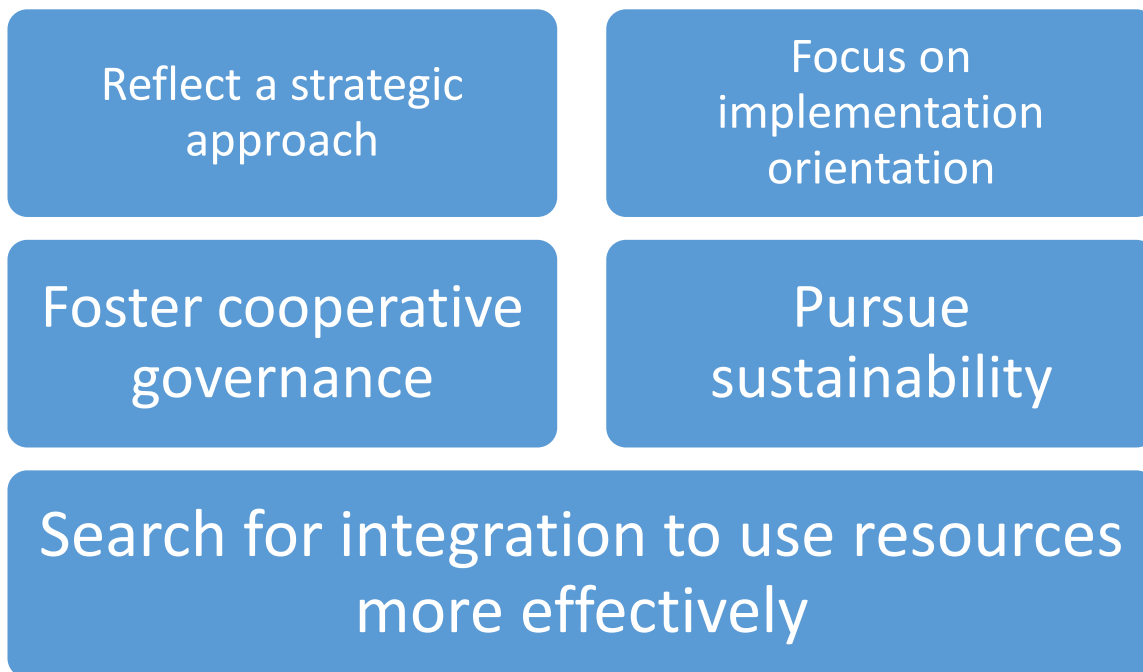 Reflect a strategic
approach
Focus on
implementation
orientation
Foster cooperative
governance
Pursue
sustainability
Search for integration to use resources
more effectively